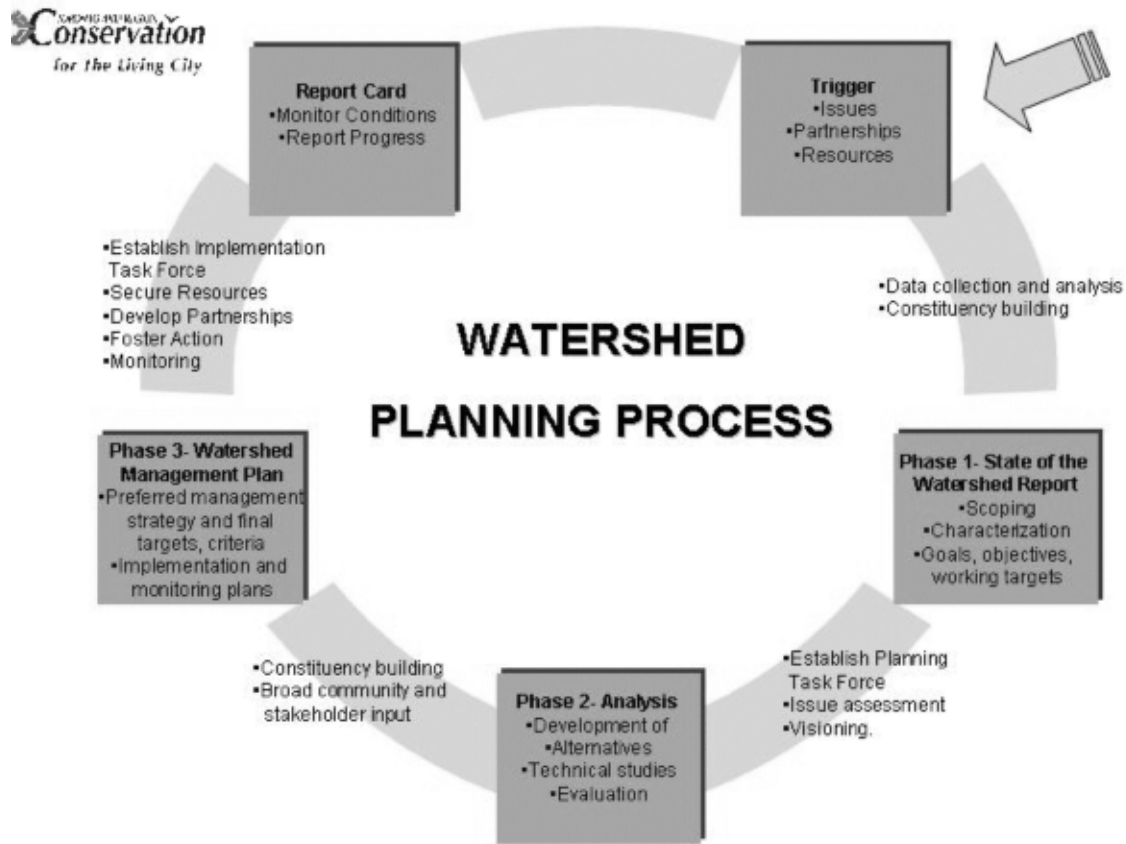 Conservation
for the Living City
Report Card
▪Monitor Conditions
▪Report Progress
Trigger
▪Issues
▪Partnerships
▪Resources
▪Establish Implementation
Task Force
▪Secure Resources
▪Develop Partnerships
▪Foster Action
▪Monitoring
▪Data collection and analysis
▪Constituency building
WATERSHED
PLANNING PROCESS
Phase 3- Watershed
Management Plan
▪Preferred management
strategy and final
targets, criteria
▪Implementation and
monitoring plans
Phase 1- State of the
Watershed Report
▪Scoping
▪Characterization
▪Goals, objectives,
working targets
▪Constituency building
▪Broad community and
stakeholder input
Phase 2- Analysis
▪Development of
▪Alternatives
▪Technical studies
▪Evaluation
▪Establish Planning
Task Force
▪Issue assessment
▪Visioning.